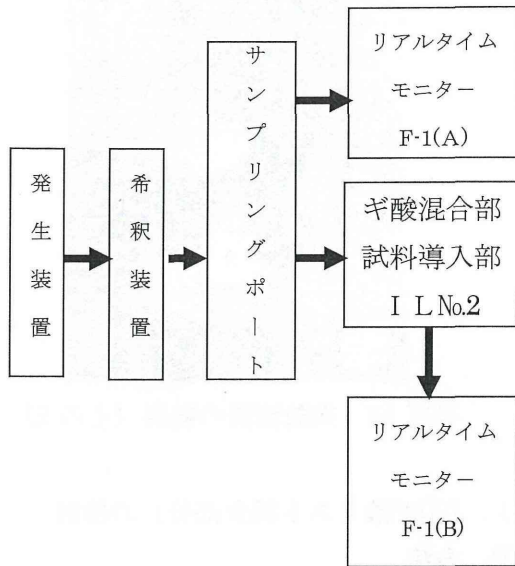 発生装置
希釈装置
サンプリングポート
リアルタイム
モニター
F-1(A)
ギ酸混合部
試料導入部
ＩＬ№2
リアルタイム
モニター
F-1(B)